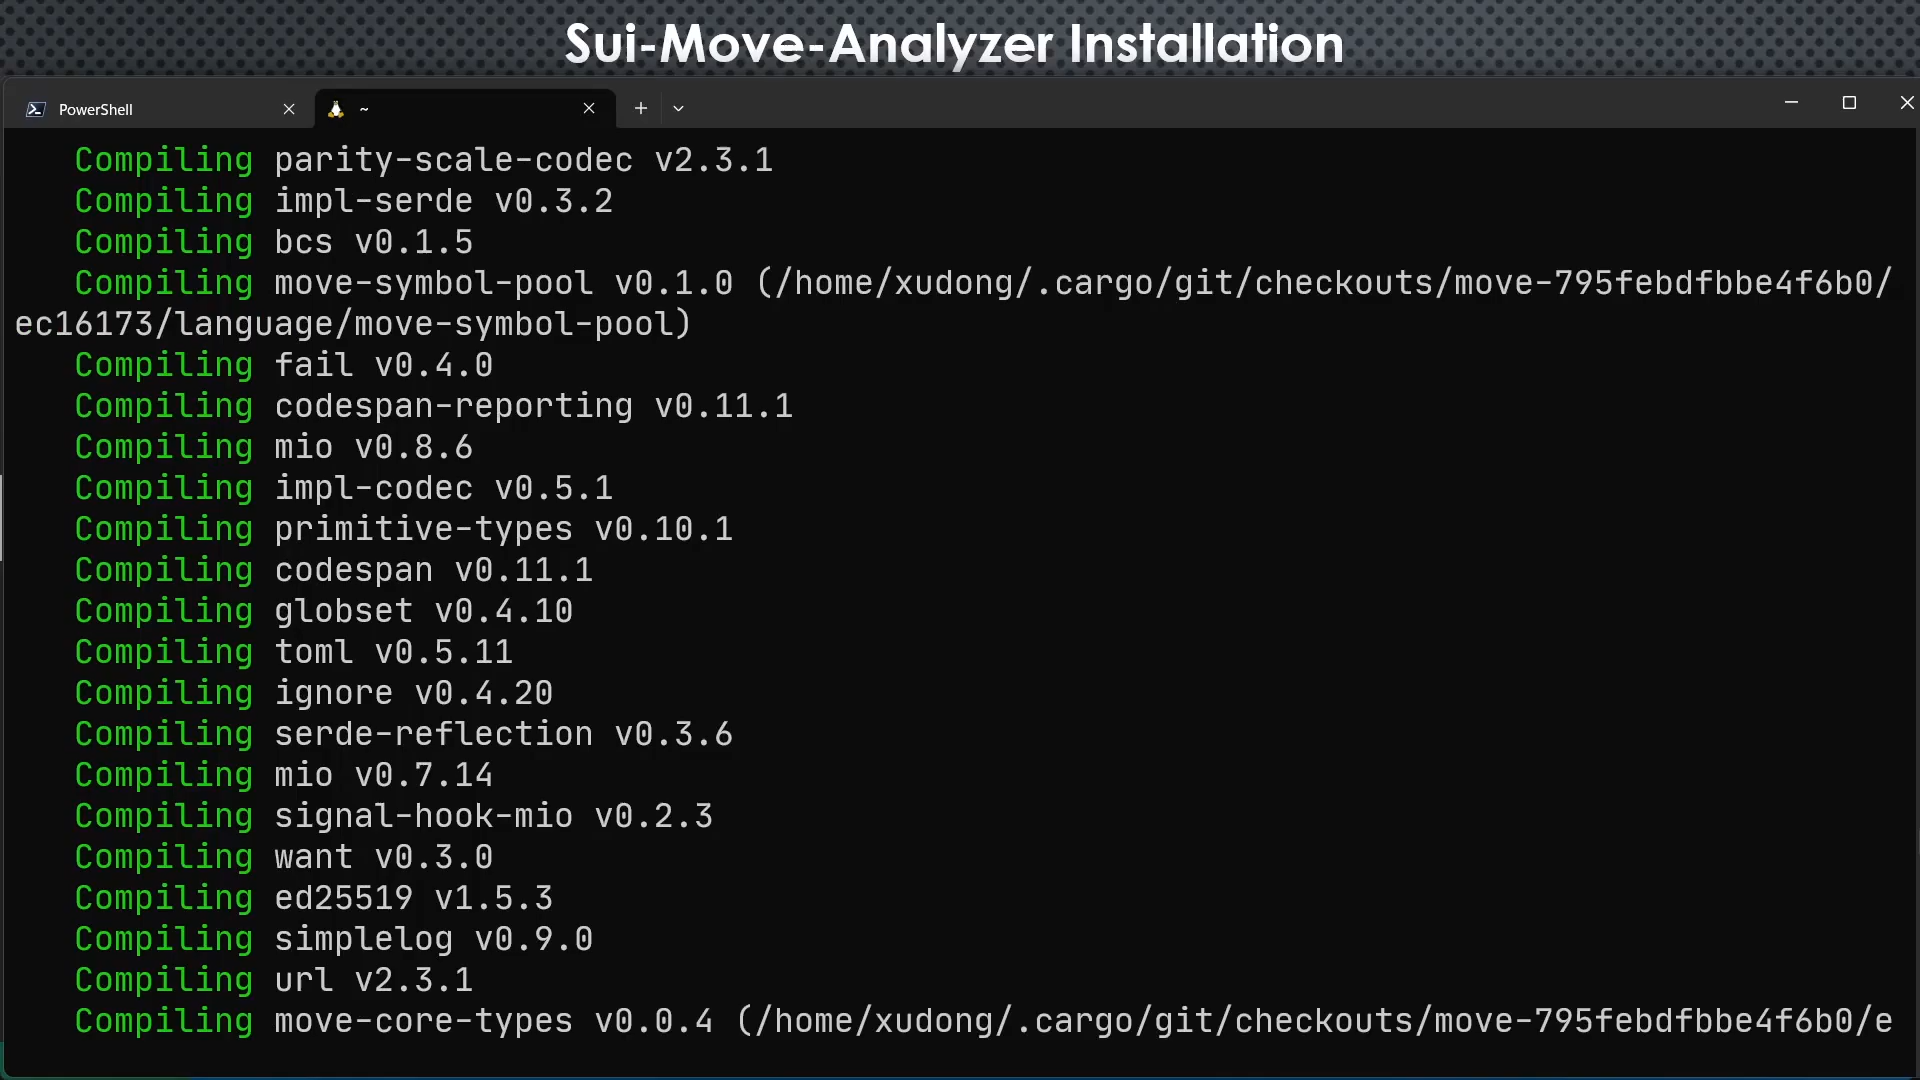 Sui-Move-Analyzer Installation
PowerShell
~
Compiling parity-scale-codec v2.3.1
Compiling impl-serde v0.3.2
Compiling bcs v0.1.5
Compiling move-symbol-pool v0.1.0 (/home/xudong/.cargo/git/checkouts/move-795febdfbbe4f6b0/
ec16173/language/move-symbol-pool)
Compiling fail v0.4.0
Compiling codespan-reporting v0.11.1
Compiling mio v0.8.6
Compiling impl-codec v0.5.1
Compiling primitive-types v0.10.1
Compiling codespan v0.11.1
Compiling globset v0.4.10
Compiling toml v0.5.11
Compiling ignore v0.4.20
Compiling serde-reflection v0.3.6
Compiling mio v0.7.14
Compiling signal-hook-mio v0.2.3
Compiling want v0.3.0
Compiling ed25519 v1.5.3
Compiling simplelog v0.9.0
Compiling url v2.3.1
Compiling move-core-types v0.0.4 (/home/xudong/.cargo/git/checkouts/move-795febdfbbe4f6b0/e